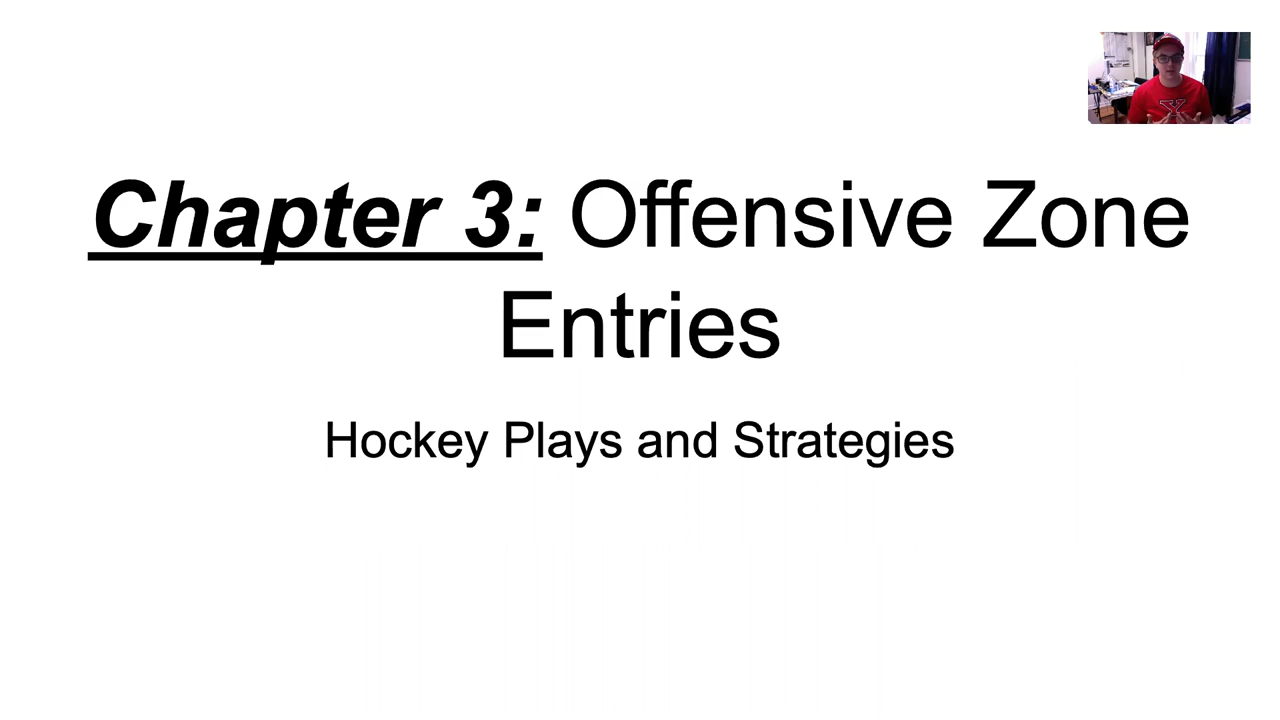 Chapter 3: Offensive Zone
Entries
Hockey Plays and Strategies